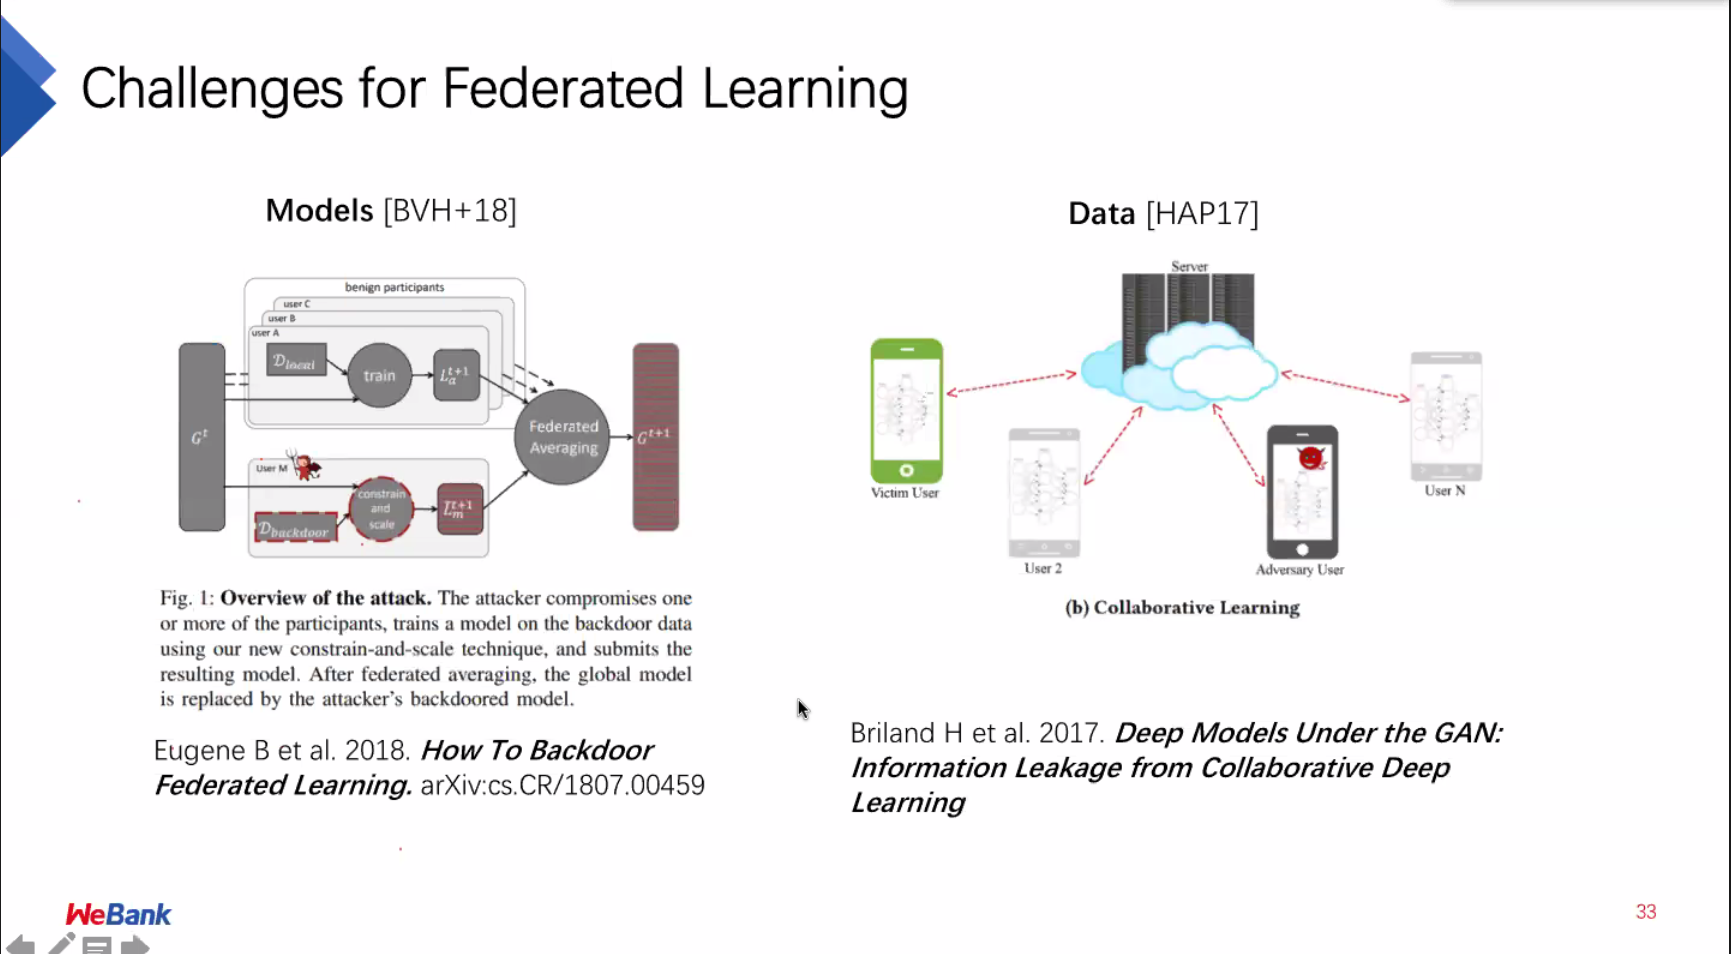 Challenges for Federated Learning
Models [BVH+18]
benign participants
user C
user B
user A
𝒟local
train
L_a^{t+1}
G^t
Federated
Averaging
G^{t+1}
User M
constrain
and
scale
𝒟backdoor
L̃_m^{t+1}
Fig. 1: Overview of the attack. The attacker compromises one
or more of the participants, trains a model on the backdoor data
using our new constrain-and-scale technique, and submits the
resulting model. After federated averaging, the global model
is replaced by the attacker's backdoored model.
Eugene B et al. 2018. How To Backdoor
Federated Learning. arXiv:cs.CR/1807.00459
Data [HAP17]
Server
Victim User
User 2
Adversary User
User N
(b) Collaborative Learning
Briland H et al. 2017. Deep Models Under the GAN:
Information Leakage from Collaborative Deep
Learning
WeBank
33